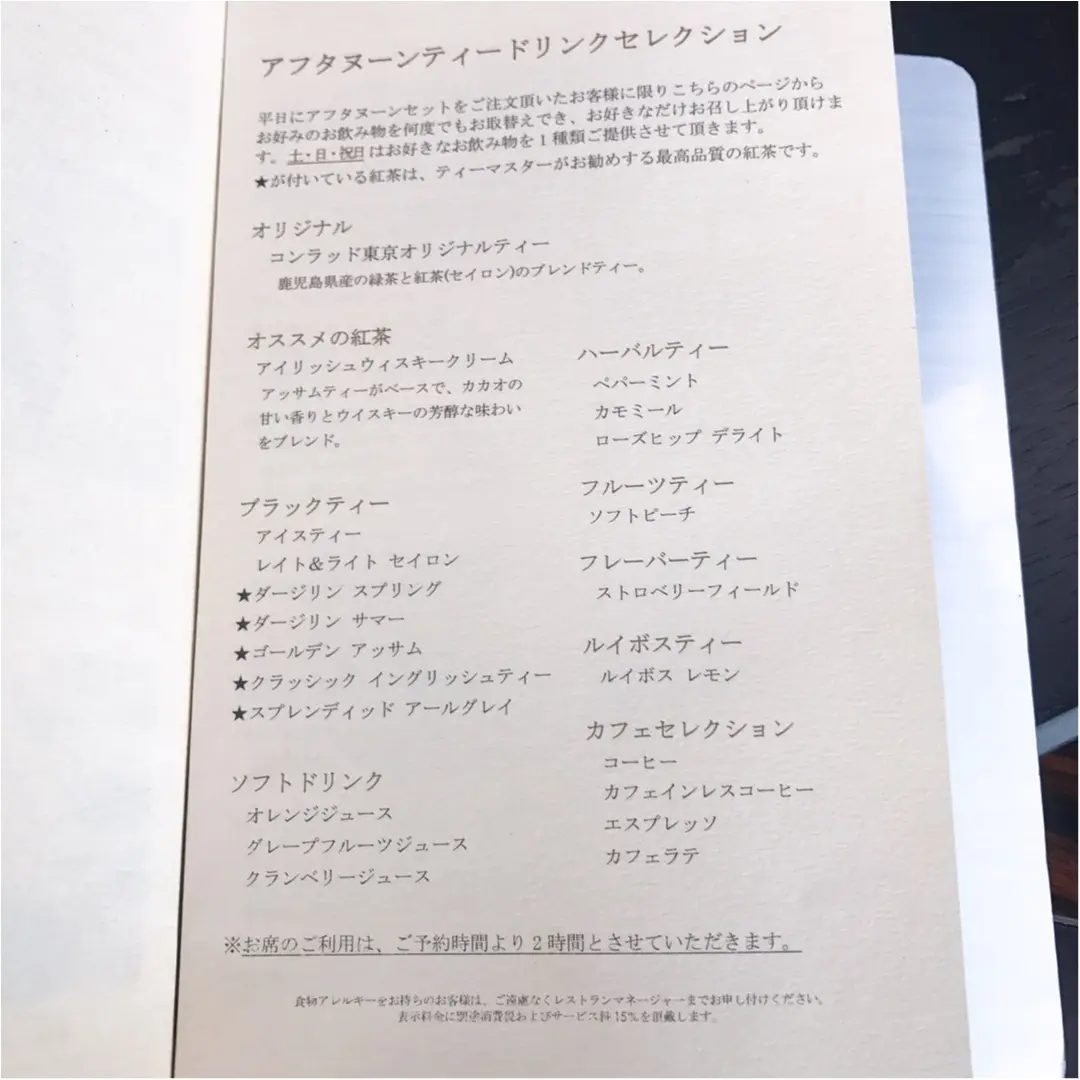 アフタヌーンティードリンクセレクション
平日にアフタヌーンセットをご注文頂いたお客様に限りこちらのページから
お好みのお飲み物を何度でもお取替えでき、お好きなだけお召し上がり頂けま
す。土・日・祝日はお好きなお飲み物を1種類ご提供させて頂きます。
★が付いている紅茶は、ティーマスターがお勧めする最高品質の紅茶です。
オリジナル
コンラッド東京オリジナルティー
鹿児島県産の緑茶と紅茶(セイロン)のブレンドティー。
オススメの紅茶
アイリッシュウィスキークリーム
アッサムティーがベースで、カカオの
甘い香りとウイスキーの芳醇な味わい
をブレンド。
ブラックティー
アイスティー
レイト&ライト セイロン
★ダージリン スプリング
★ダージリン サマー
★ゴールデン アッサム
★クラッシック イングリッシュティー
★スプレンディッド アールグレイ
ソフトドリンク
オレンジジュース
グレープフルーツジュース
クランベリージュース
ハーバルティー
ペパーミント
カモミール
ローズヒップ デライト
フルーツティー
ソフトピーチ
フレーバーティー
ストロベリーフィールド
ルイボスティー
ルイボス レモン
カフェセレクション
コーヒー
カフェインレスコーヒー
エスプレッソ
カフェラテ
※お席のご利用は、ご予約時間より2時間とさせていただきます。
食物アレルギーをお持ちのお客様は、ご遠慮なくレストランマネージャーまでお申し付けください。
表示料金に別途消費税およびサービス料15%を頂戴します。